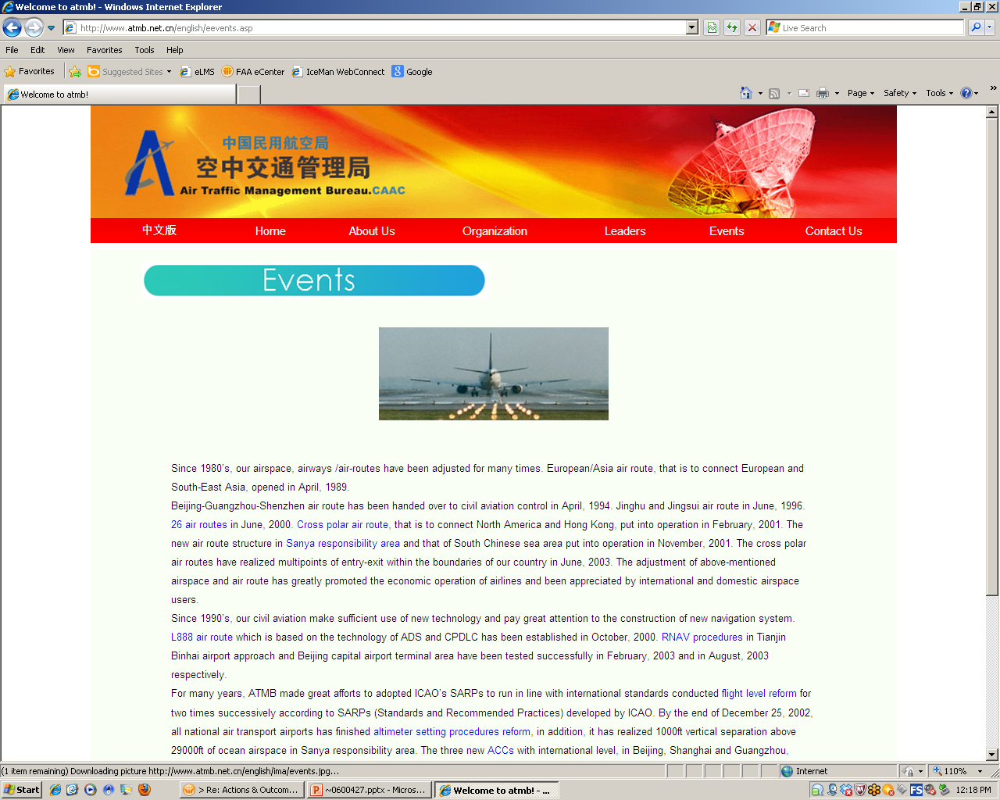 Welcome to atmb! - Windows Internet Explorer
http://www.atmb.net.cn/english/eevents.asp
Live Search
File Edit View Favorites Tools Help
Favorites Suggested Sites eLMS FAA eCenter IceMan WebConnect Google
Welcome to atmb!
Page Safety Tools
中国民用航空局
空中交通管理局
Air Traffic Management Bureau.CAAC
中文版 Home About Us Organization Leaders Events Contact Us
Events
Since 1980's, our airspace, airways /air-routes have been adjusted for many times. European/Asia air route, that is to connect European and
South-East Asia, opened in April, 1989.
Beijing-Guangzhou-Shenzhen air route has been handed over to civil aviation control in April, 1994. Jinghu and Jingsui air route in June, 1996.
26 air routes in June, 2000. Cross polar air route, that is to connect North America and Hong Kong, put into operation in February, 2001. The
new air route structure in Sanya responsibility area and that of South Chinese sea area put into operation in November, 2001. The cross polar
air routes have realized multipoints of entry-exit within the boundaries of our country in June, 2003. The adjustment of above-mentioned
airspace and air route has greatly promoted the economic operation of airlines and been appreciated by international and domestic airspace
users.
Since 1990's, our civil aviation make sufficient use of new technology and pay great attention to the construction of new navigation system.
L888 air route which is based on the technology of ADS and CPDLC has been established in October, 2000. RNAV procedures in Tianjin
Binhai airport approach and Beijing capital airport terminal area have been tested successfully in February, 2003 and in August, 2003
respectively.
For many years, ATMB made great afforts to adopted ICAO's SARPs to run in line with international standards conducted flight level reform for
two times successively according to SARPs (Standards and Recommended Practices) developed by ICAO. By the end of December 25, 2002,
all national air transport airports has finished altimeter setting procedures reform, in addition, it has realized 1000ft vertical separation above
29000ft of ocean airspace in Sanya responsibility area. The three new ACCs with international level, in Beijing, Shanghai and Guangzhou,
(1 item remaining) Downloading picture http://www.atmb.net.cn/english/ima/events.jpg... Internet 110%
Start > Re: Actions & Outcom... ~0600427.pptx - Micros... Welcome to atmb! - ... FS 12:18 PM